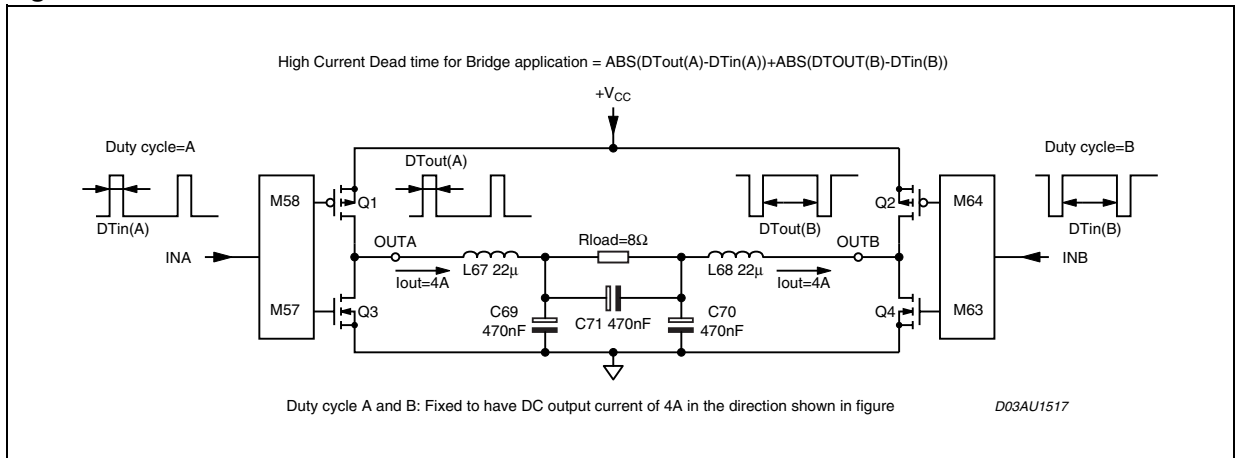 High Current Dead time for Bridge application = ABS(DTout(A)-DTin(A))+ABS(DTOUT(B)-DTin(B))
+VCC
Duty cycle=A
Duty cycle=B
DTout(A)
M58
Q1
Q2
M64
DTin(A)
DTout(B)
DTin(B)
INA
OUTA
Rload=8Ω
OUTB
INB
L67 22μ
L68 22μ
Iout=4A
Iout=4A
M57
Q3
C69
470nF
C71 470nF
C70
470nF
Q4
M63
Duty cycle A and B: Fixed to have DC output current of 4A in the direction shown in figure
D03AU1517